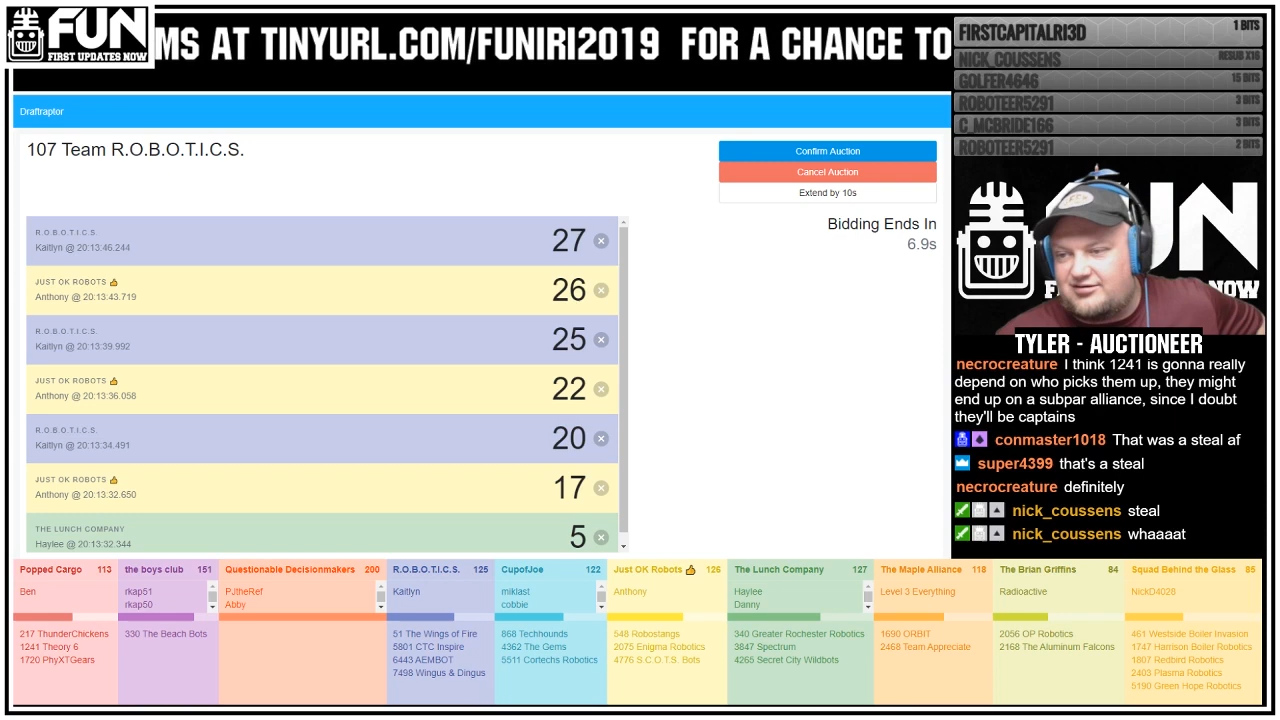 FUN
FIRST UPDATES NOW
MS AT TINYURL.COM/FUNIRI2019 FOR A CHANCE TO
FIRSTCAPITALRI3D 1 BITS
NICK_COUSSENS RESUB X16
GOLFER4646 15 BITS
ROBOTEER5291 3 BITS
C_MCBRIDE166 3 BITS
ROBOTEER5291 2 BITS
Draftraptor
107 Team R.O.B.O.T.I.C.S.
Confirm Auction
Cancel Auction
Extend by 10s
Bidding Ends In
6.9s
R.O.B.O.T.I.C.S.
Kaitlyn @ 20:13:46.244
27
JUST OK ROBOTS 👍
Anthony @ 20:13:43.719
26
R.O.B.O.T.I.C.S.
Kaitlyn @ 20:13:39.992
25
JUST OK ROBOTS 👍
Anthony @ 20:13:36.058
22
R.O.B.O.T.I.C.S.
Kaitlyn @ 20:13:34.491
20
JUST OK ROBOTS 👍
Anthony @ 20:13:32.650
17
THE LUNCH COMPANY
Haylee @ 20:13:32.344
5
TYLER - AUCTIONEER
necrocreature I think 1241 is gonna really
depend on who picks them up, they might
end up on a subpar alliance, since I doubt
they'll be captains
conmaster1018 That was a steal af
super4399 that's a steal
necrocreature definitely
nick_coussens steal
nick_coussens whaaaat
Popped Cargo 113
Ben
217 ThunderChickens
1241 Theory 6
1720 PhyXTGears
the boys club 151
rkap51
rkap50
330 The Beach Bots
Questionable Decisionmakers 200
PJtheRef
Abby
R.O.B.O.T.I.C.S. 125
Kaitlyn
51 The Wings of Fire
5801 CTC Inspire
6443 AEMBOT
7498 Wingus & Dingus
CupofJoe 122
miklast
cobbie
868 Techhounds
4362 The Gems
5511 Cortechs Robotics
Just OK Robots 👍 126
Anthony
548 Robostangs
2075 Enigma Robotics
4776 S.C.O.T.S. Bots
The Lunch Company 127
Haylee
Danny
340 Greater Rochester Robotics
3847 Spectrum
4265 Secret City Wildbots
The Maple Alliance 118
Level 3 Everything
1690 ORBIT
2468 Team Appreciate
The Brian Griffins 84
Radioactive
2056 OP Robotics
2168 The Aluminum Falcons
Squad Behind the Glass 85
NickD4028
461 Westside Boiler Invasion
1747 Harrison Boiler Robotics
1807 Redbird Robotics
2403 Plasma Robotics
5190 Green Hope Robotics